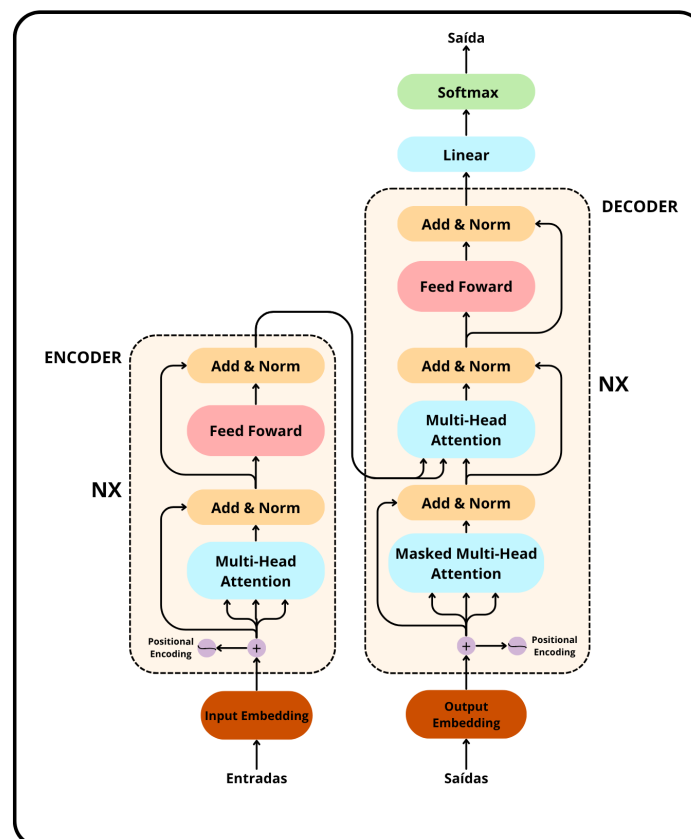 Saída
Softmax
Linear
DECODER
Add & Norm
Feed Foward
Add & Norm
NX
Multi-Head
Attention
Add & Norm
Masked Multi-Head
Attention
+
Positional
Encoding
Output
Embedding
Saídas
ENCODER
Add & Norm
Feed Foward
NX
Add & Norm
Multi-Head
Attention
Positional
Encoding
+
Input Embedding
Entradas